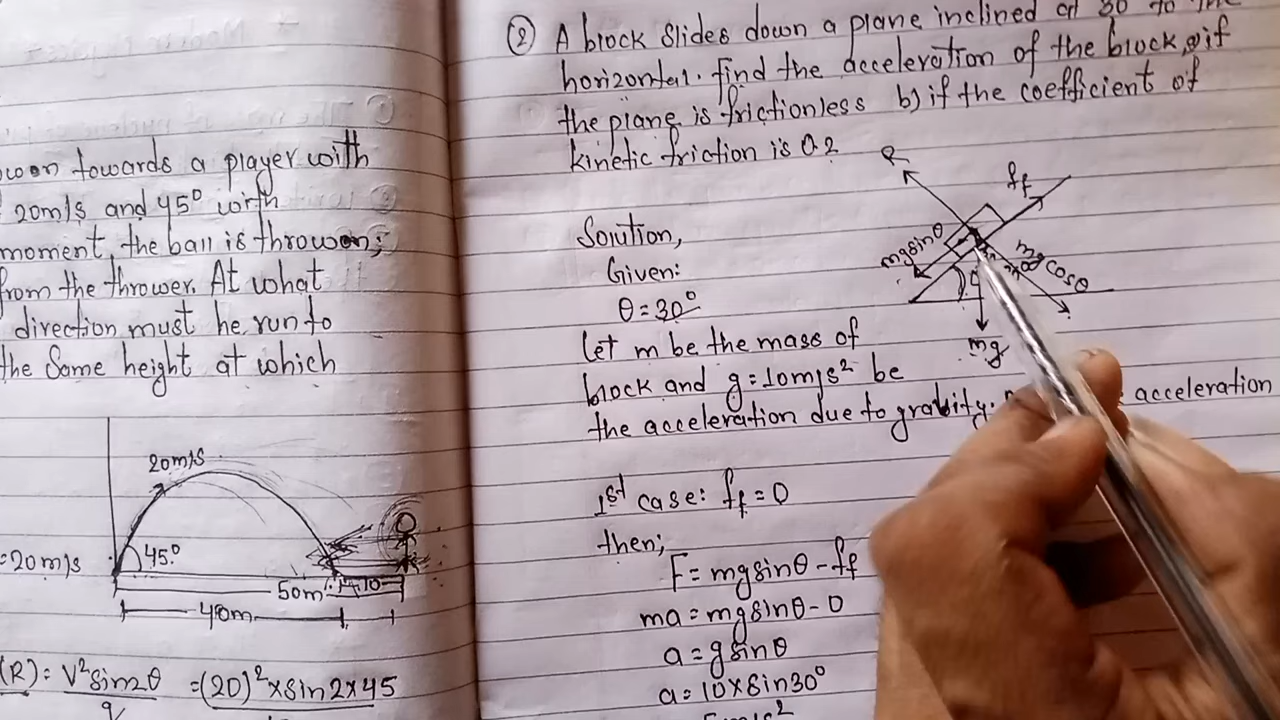 woon towards a player with
20m/s and 45° with
moment, the ball is thrown;
from the thrower. At what
direction must he run to
the Same height at which
20m/s
=20m/s
45°
50m
10
40m
(R) = V²sin2θ = (20)²×sin2×45
g
② A block slides down a plane inclined at 30 to the
horizontal. find the acceleration of the block, a) if
the plane is frictionless b) if the coefficient of
kinetic friction is 0.2
R
ff
mgsinθ
mgcosθ
θ
mg
Solution,
Given:
θ = 30°
Let m be the mass of
block and g = 10m/s² be
the acceleration due to gravity.
acceleration
1st case: ff = 0
then;
F = mgsinθ - ff
ma = mgsinθ - 0
a = gsinθ
a = 10×sin30°
5m/s²